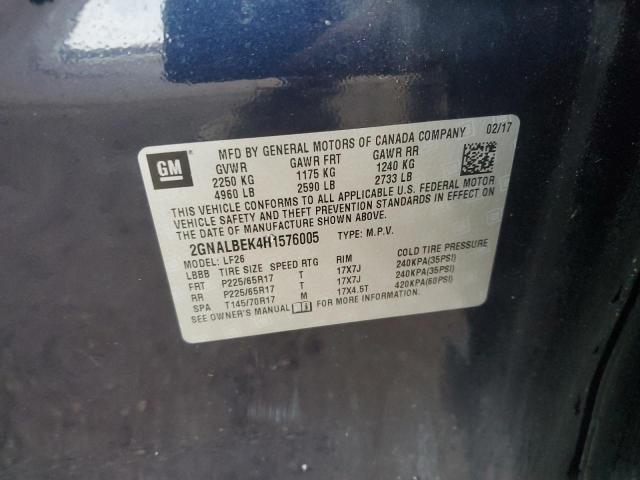 GM
MFD BY GENERAL MOTORS OF CANADA COMPANY 02/17
GVWR GAWR FRT GAWR RR
2250 KG 1175 KG 1240 KG
4960 LB 2590 LB 2733 LB
THIS VEHICLE CONFORMS TO ALL APPLICABLE U.S. FEDERAL MOTOR
VEHICLE SAFETY AND THEFT PREVENTION STANDARDS IN EFFECT ON
THE DATE OF MANUFACTURE SHOWN ABOVE.
2GNALBEK4H1576005 TYPE: M.P.V.
MODEL: LF26
LBBB TIRE SIZE SPEED RTG RIM COLD TIRE PRESSURE
FRT P225/65R17 T 17X7J 240KPA(35PSI)
RR P225/65R17 T 17X7J 240KPA(35PSI)
SPA T145/70R17 M 17X4.5T 420KPA(60PSI)
SEE OWNER'S MANUAL